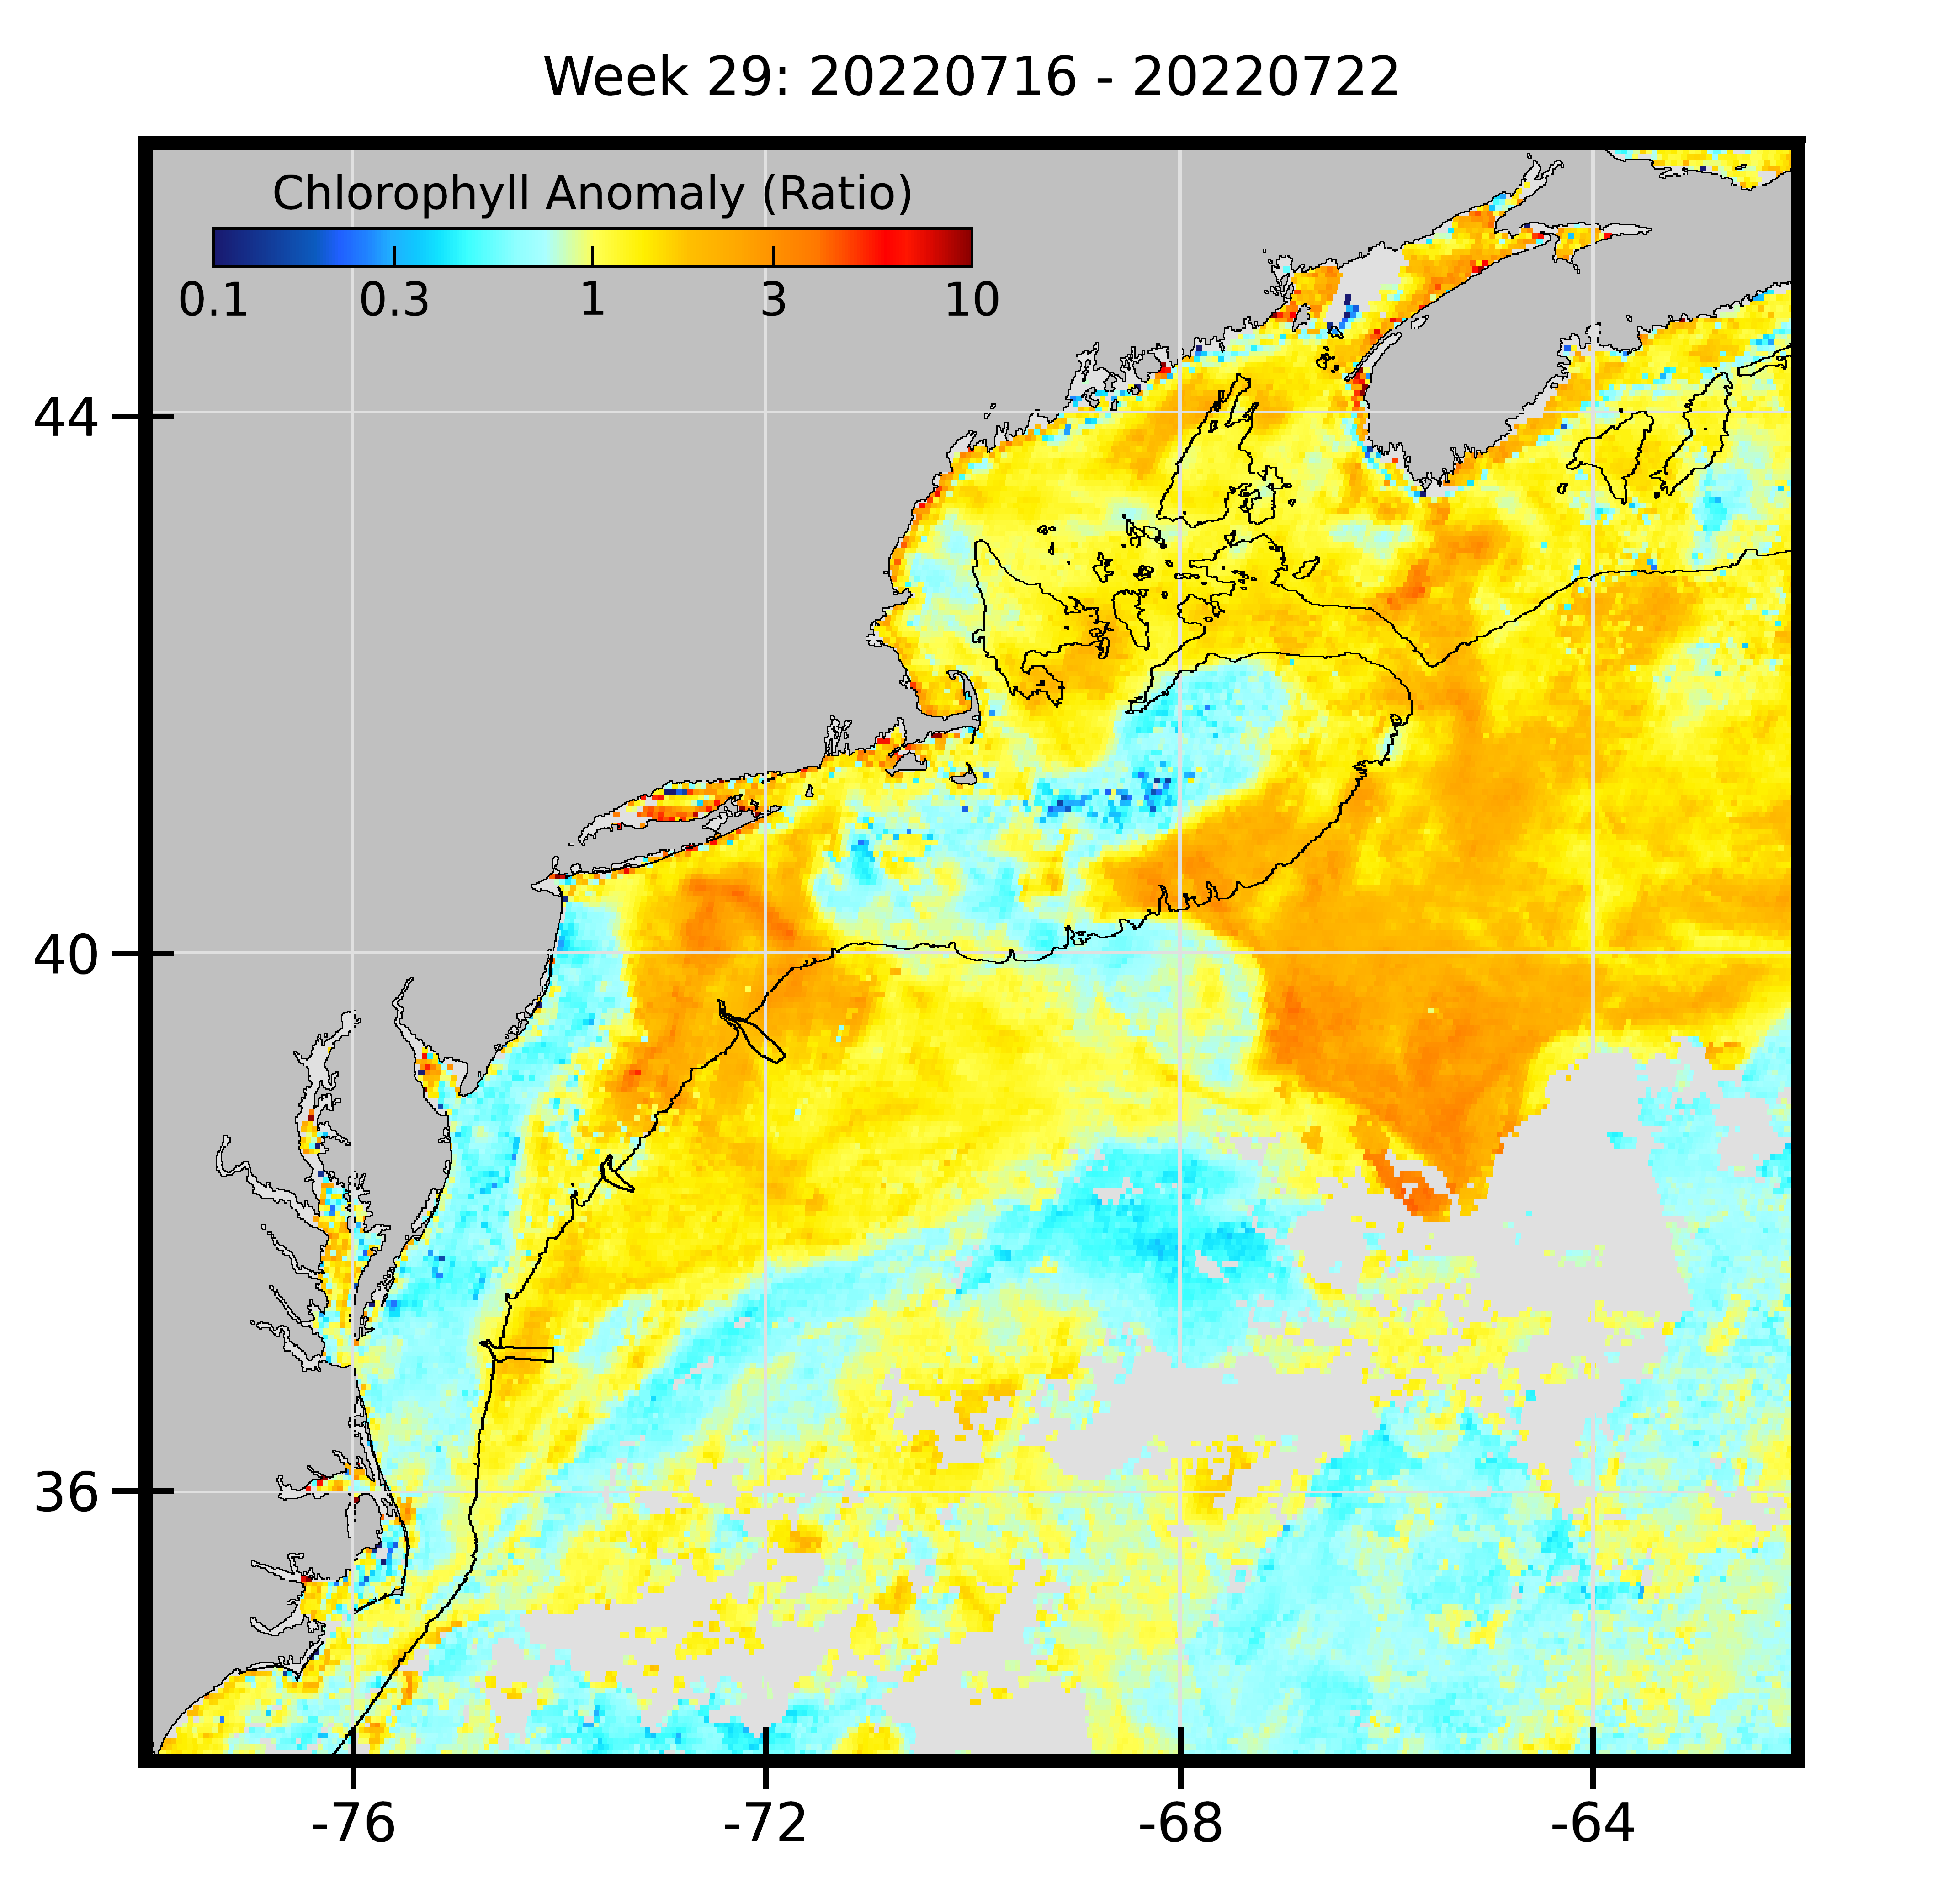 Week 29: 20220716 - 20220722
Chlorophyll Anomaly (Ratio)
0.1 0.3 1 3 10
44
40
36
-76 -72 -68 -64